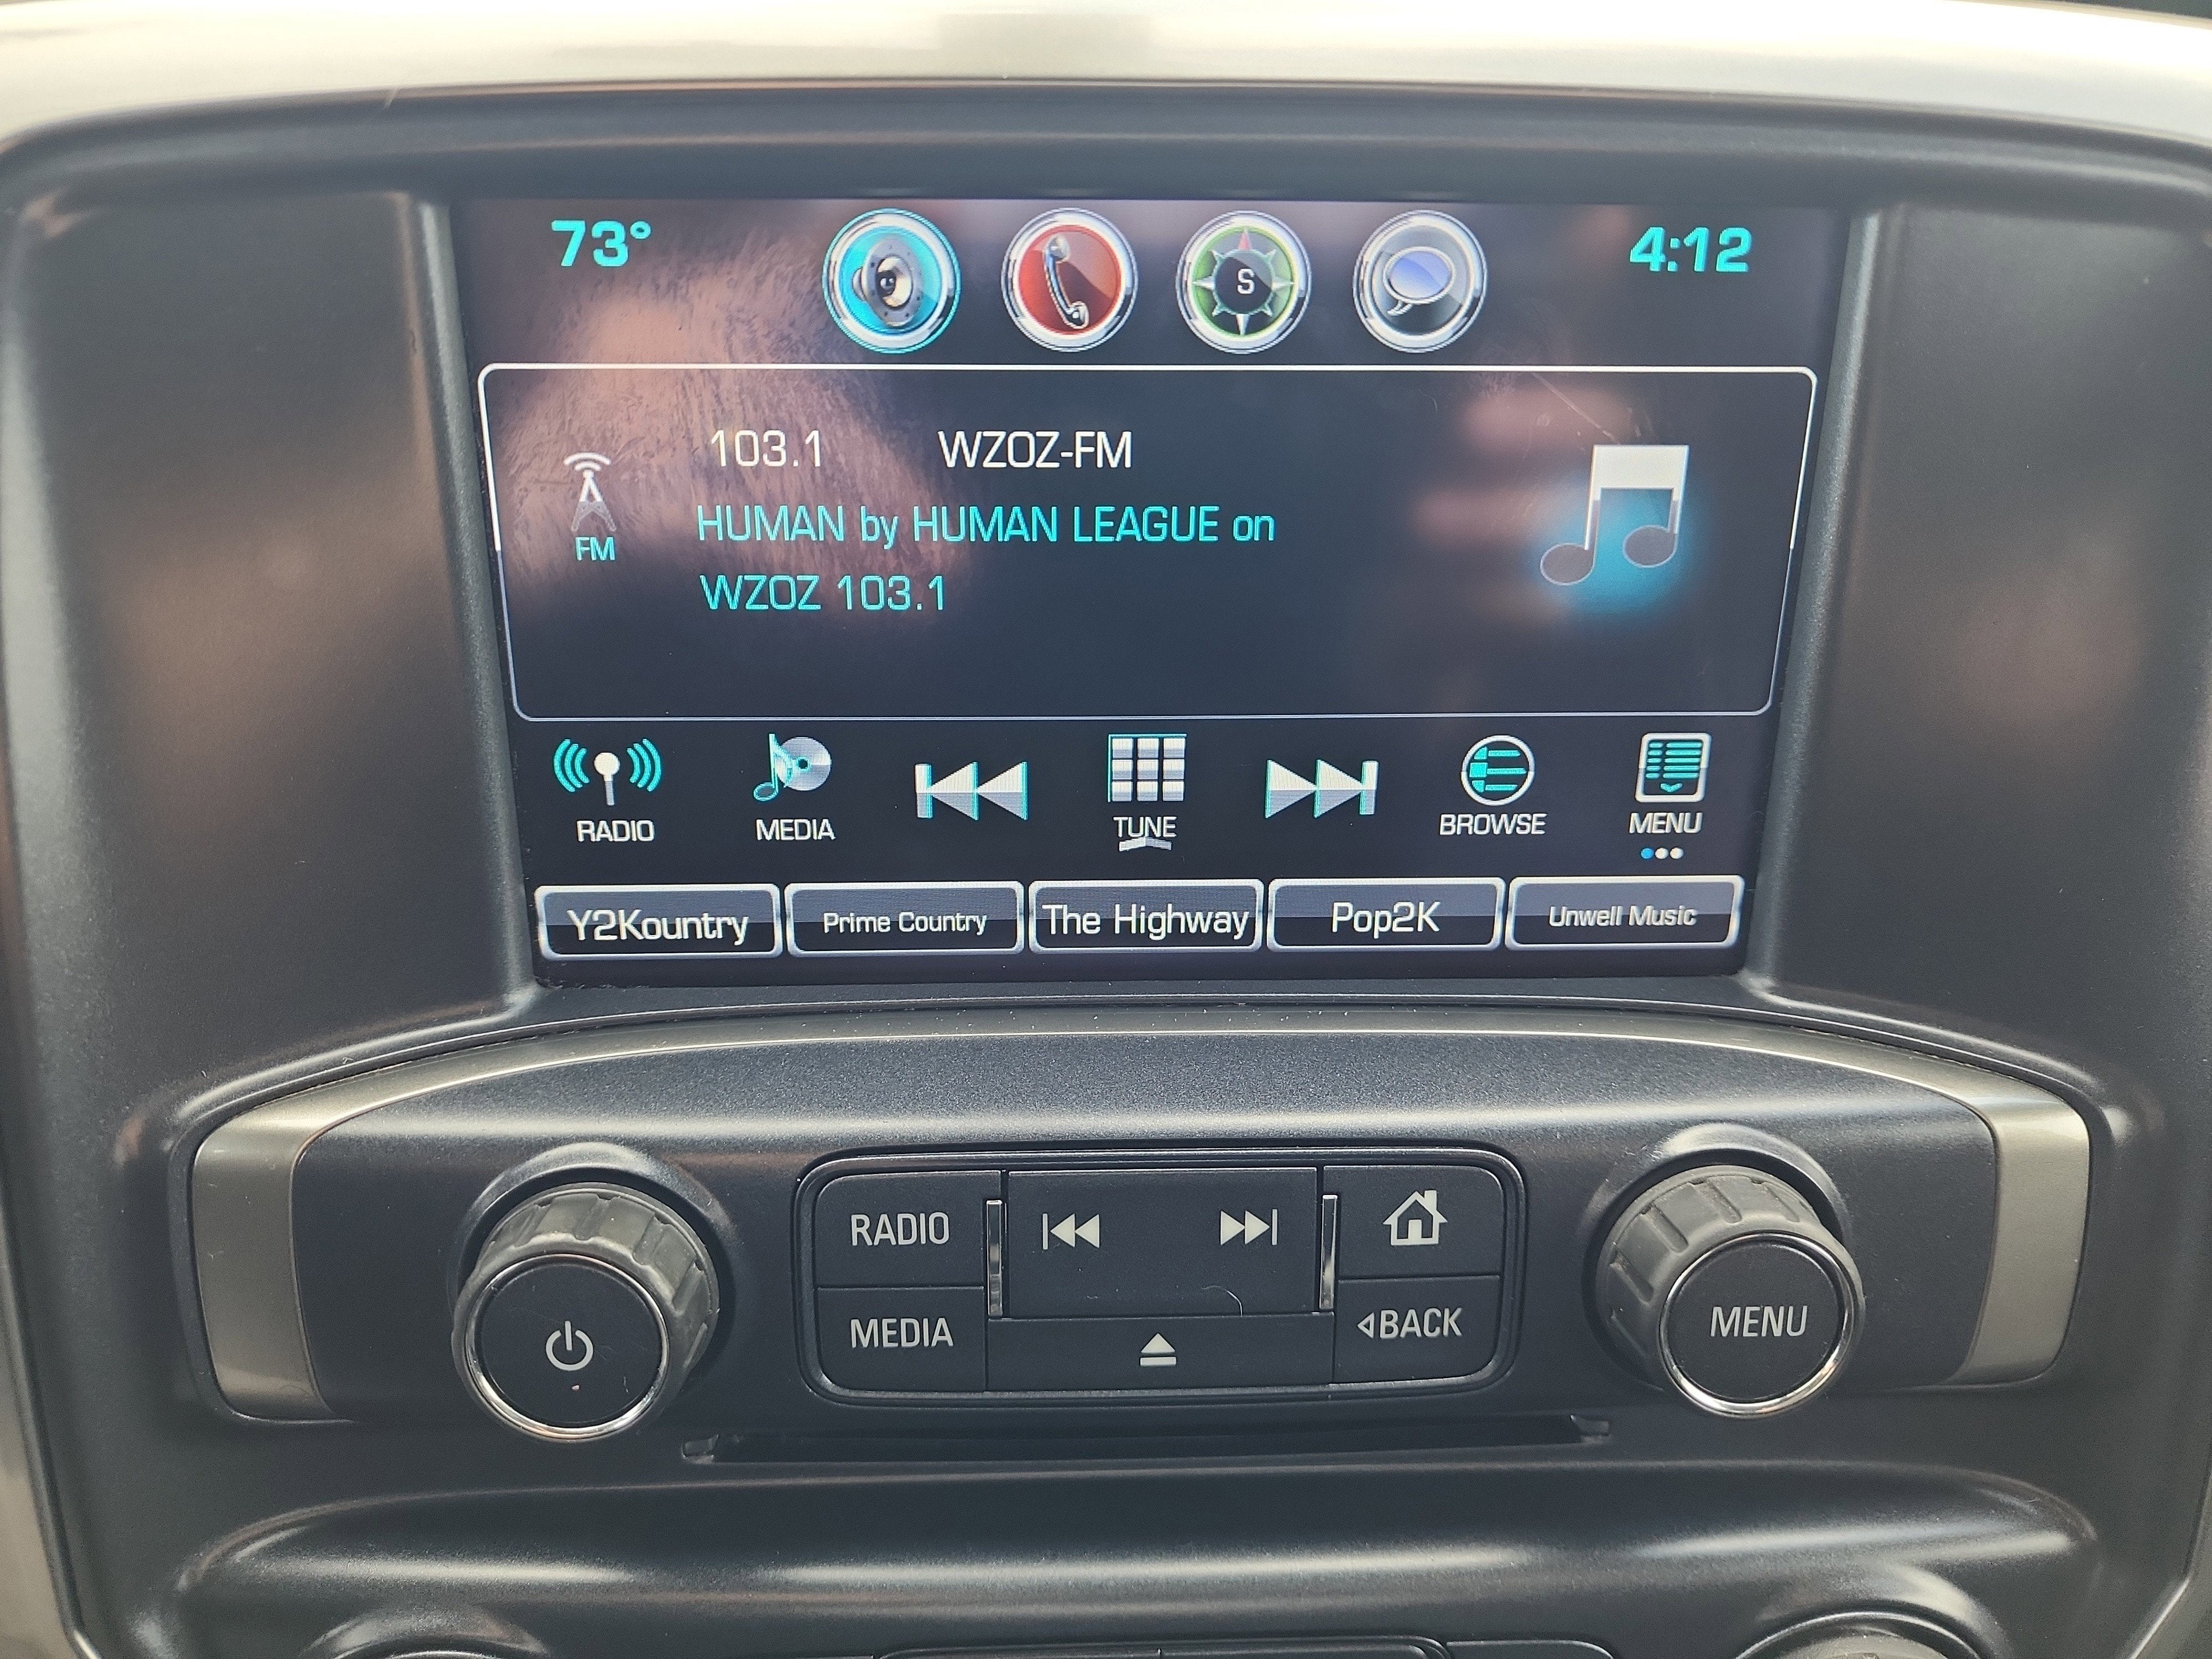 73° S 4:12
103.1 WZOZ-FM
HUMAN by HUMAN LEAGUE on
FM
WZOZ 103.1
RADIO MEDIA TUNE BROWSE MENU
Y2Kountry Prime Country The Highway Pop2K Unwell Music
RADIO
MEDIA BACK MENU